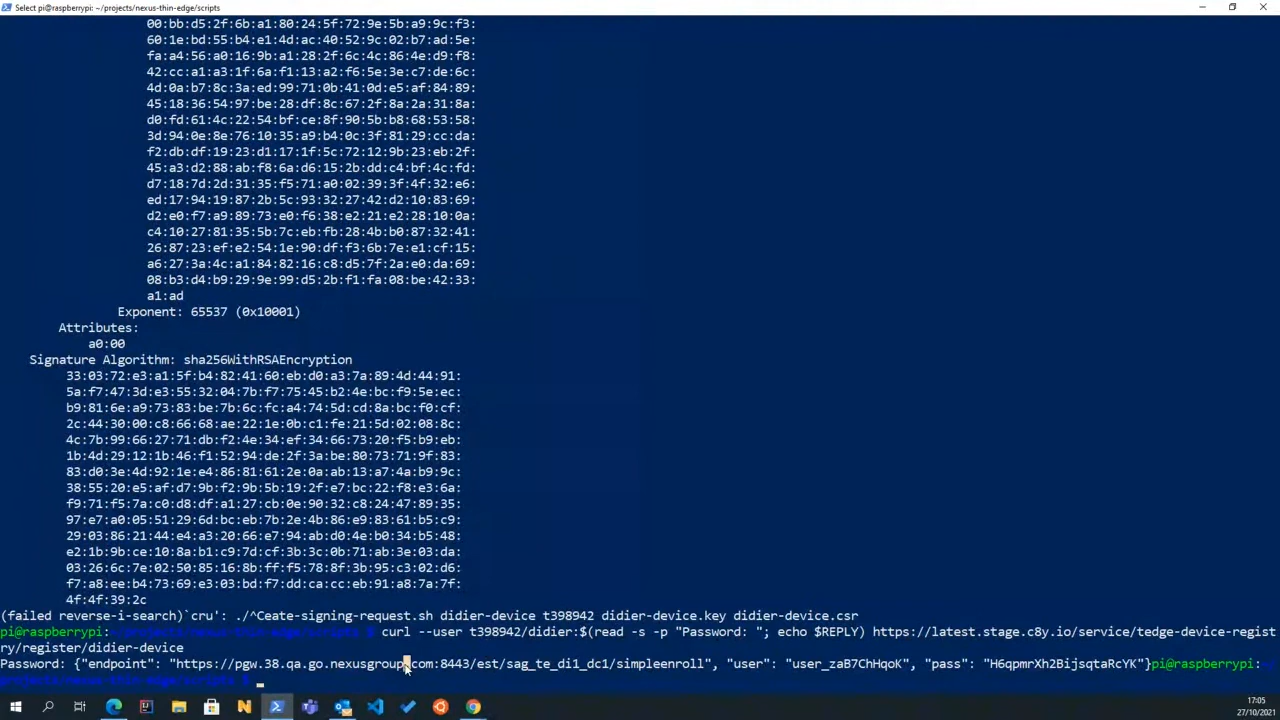 Select pi@raspberrypi: ~/projects/nexus-thin-edge/scripts
00:bb:d5:2f:6b:a1:80:24:5f:72:9e:5b:a9:9c:f3:
60:1e:bd:55:b4:e1:4d:ac:40:52:9c:02:b7:ad:5e:
fa:a4:56:a0:16:9b:a1:28:2f:6c:4c:86:4e:d9:f8:
42:cc:a1:a3:1f:6a:f1:13:a2:f6:5e:3e:c7:de:6c:
4d:0a:b7:8c:3a:ed:99:71:0b:41:0d:e5:af:84:89:
45:18:36:54:97:be:28:df:8c:67:2f:8a:2a:31:8a:
d0:fd:61:4c:22:54:bf:ce:8f:90:5b:b8:68:53:58:
3d:94:0e:8e:76:10:35:a9:b4:0c:3f:81:29:cc:da:
f2:db:df:19:23:d1:17:1f:5c:72:12:9b:23:eb:2f:
45:a3:d2:88:ab:f8:6a:d6:15:2b:dd:c4:bf:4c:fd:
d7:18:7d:2d:31:35:f5:71:a0:02:39:3f:4f:32:e6:
ed:17:94:19:87:2b:5c:93:32:27:42:d2:10:83:69:
d2:e0:f7:a9:89:73:e0:f6:38:e2:21:e2:28:10:0a:
c4:10:27:81:35:5b:7c:eb:fb:28:4b:b0:87:32:41:
26:87:23:ef:e2:54:1e:90:df:f3:6b:7e:e1:cf:15:
a6:27:3a:4c:a1:84:82:16:c8:d5:7f:2a:e0:da:69:
08:b3:d4:b9:29:9e:99:d5:2b:f1:fa:08:be:42:33:
a1:ad
Exponent: 65537 (0x10001)
Attributes:
a0:00
Signature Algorithm: sha256WithRSAEncryption
33:03:72:e3:a1:5f:b4:82:41:60:eb:d0:a3:7a:89:4d:44:91:
5a:f7:47:3d:e3:55:32:04:7b:f7:75:45:b2:4e:bc:f9:5e:ec:
b9:81:6e:a9:73:83:be:7b:6c:fc:a4:74:5d:cd:8a:bc:f0:cf:
2c:44:30:00:c8:66:68:ae:22:1e:0b:c1:fe:21:5d:02:08:8c:
4c:7b:99:66:27:71:db:f2:4e:34:ef:34:66:73:20:f5:b9:eb:
1b:4d:29:12:1b:46:f1:52:94:de:2f:3a:be:80:73:71:9f:83:
83:d0:3e:4d:92:1e:e4:86:81:61:2e:0a:ab:13:a7:4a:b9:9c:
38:55:20:e5:af:d7:9b:f2:9b:5b:19:2f:e7:bc:22:f8:e3:6a:
f9:71:f5:7a:c0:d8:df:a1:27:cb:0e:90:32:c8:24:47:89:35:
97:e7:a0:05:51:29:6d:bc:eb:7b:2e:4b:86:e9:83:61:b5:c9:
29:03:86:21:44:e4:a3:20:66:e7:94:ab:d0:4e:b0:34:b5:48:
e2:1b:9b:ce:10:8a:b1:c9:7d:cf:3b:3c:0b:71:ab:3e:03:da:
03:26:6c:7e:02:50:85:16:8b:ff:f5:78:8f:3b:95:c3:02:d6:
f7:a8:ee:b4:73:69:e3:03:bd:f7:dd:ca:cc:eb:91:a8:7a:7f:
4f:4f:39:2c
(failed reverse-i-search)`cru': ./^Ceate-signing-request.sh didier-device t398942 didier-device.key didier-device.csr
pi@raspberrypi:~/projects/nexus-thin-edge/scripts $ curl --user t398942/didier:$(read -s -p "Password: "; echo $REPLY) https://latest.stage.c8y.io/service/tedge-device-regist
ry/register/didier-device
Password: {"endpoint": "https://pgw.38.qa.go.nexusgroup.com:8443/est/sag_te_di1_dc1/simpleenroll", "user": "user_zaB7ChHqoK", "pass": "H6qpmrXh2BijsqtaRcYK"}pi@raspberrypi:~/
projects/nexus-thin-edge/scripts $
17:05
27/10/2021